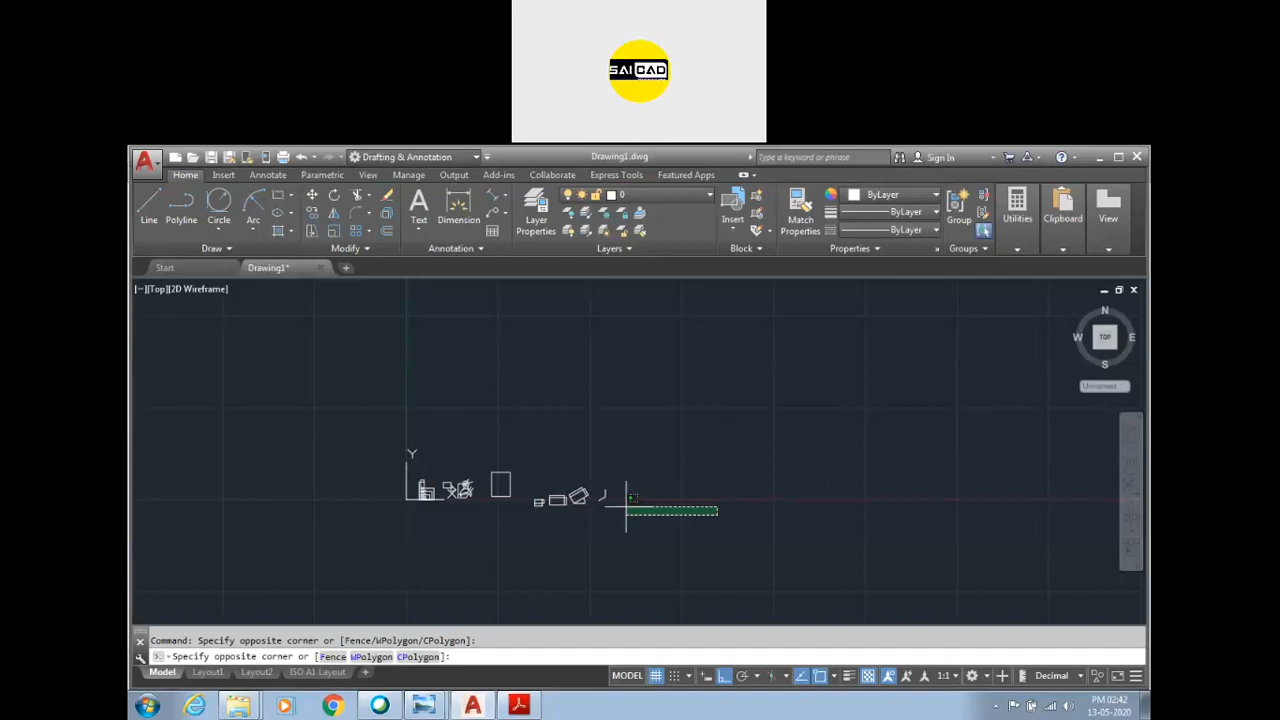 SAICAD
Drawing1.dwg
Type a keyword or phrase
Sign In
Drafting & Annotation
Home Insert Annotate Parametric View Manage Output Add-ins Collaborate Express Tools Featured Apps
Line Polyline Circle Arc
Text Dimension
Layer Properties
0
Insert
Match Properties
ByLayer
ByLayer
ByLayer
Group
Utilities
Clipboard
View
Draw Modify Annotation Layers Block Properties Groups
Start Drawing1*
[−][Top][2D Wireframe]
N
W TOP E
S
Unnamed
Y
Command: Specify opposite corner or [Fence/WPolygon/CPolygon]:
Specify opposite corner or [Fence WPolygon CPolygon]:
Model Layout1 Layout2 ISO A1 Layout
MODEL 1:1 Decimal
PM 02:42
13-05-2020